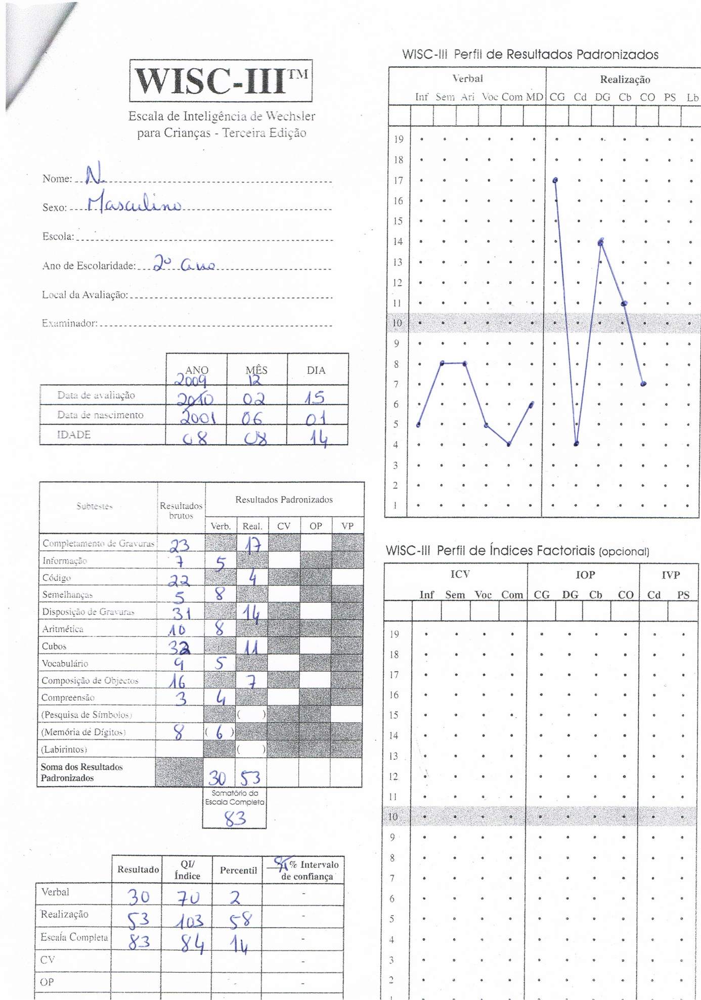 WISC-III™
Escala de Inteligência de Wechsler
para Crianças - Terceira Edição
Nome: N.
Sexo: Masculino
Escola:
Ano de Escolaridade: 2º ano
Local da Avaliação:
Examinador:
ANO MÊS DIA
2009 12
Data de avaliação 2010 02 15
Data de nascimento 2001 06 01
IDADE 08 08 14
Subtestes Resultados brutos Resultados Padronizados
Verb. Real. CV OP VP
Completamento de Gravuras 23 17
Informação 7 5
Código 22 4
Semelhanças 5 8
Disposição de Gravuras 31 14
Aritmética 10 8
Cubos 32 11
Vocabulário 9 5
Composição de Objectos 16 7
Compreensão 3 4
(Pesquisa de Símbolos) ( )
(Memória de Dígitos) 8 ( 6 )
(Labirintos) ( )
Soma dos Resultados
Padronizados 30 53
Somatório da
Escala Completa
83
Resultado QI/ Índice Percentil % Intervalo de confiança
Verbal 30 70 2 -
Realização 53 103 58 -
Escala Completa 83 84 14 -
CV -
OP - -
WISC-III Perfil de Resultados Padronizados
Verbal Realização
Inf Sem Ari Voc Com MD CG Cd DG Cb CO PS Lb
19
18
17
16
15
14
13
12
11
10
9
8
7
6
5
4
3
2
1
WISC-III Perfil de Índices Factoriais (opcional)
ICV IOP IVP
Inf Sem Voc Com CG DG Cb CO Cd PS
19
18
17
16
15
14
13
12
11
10
9
8
7
6
5
4
3
2
1